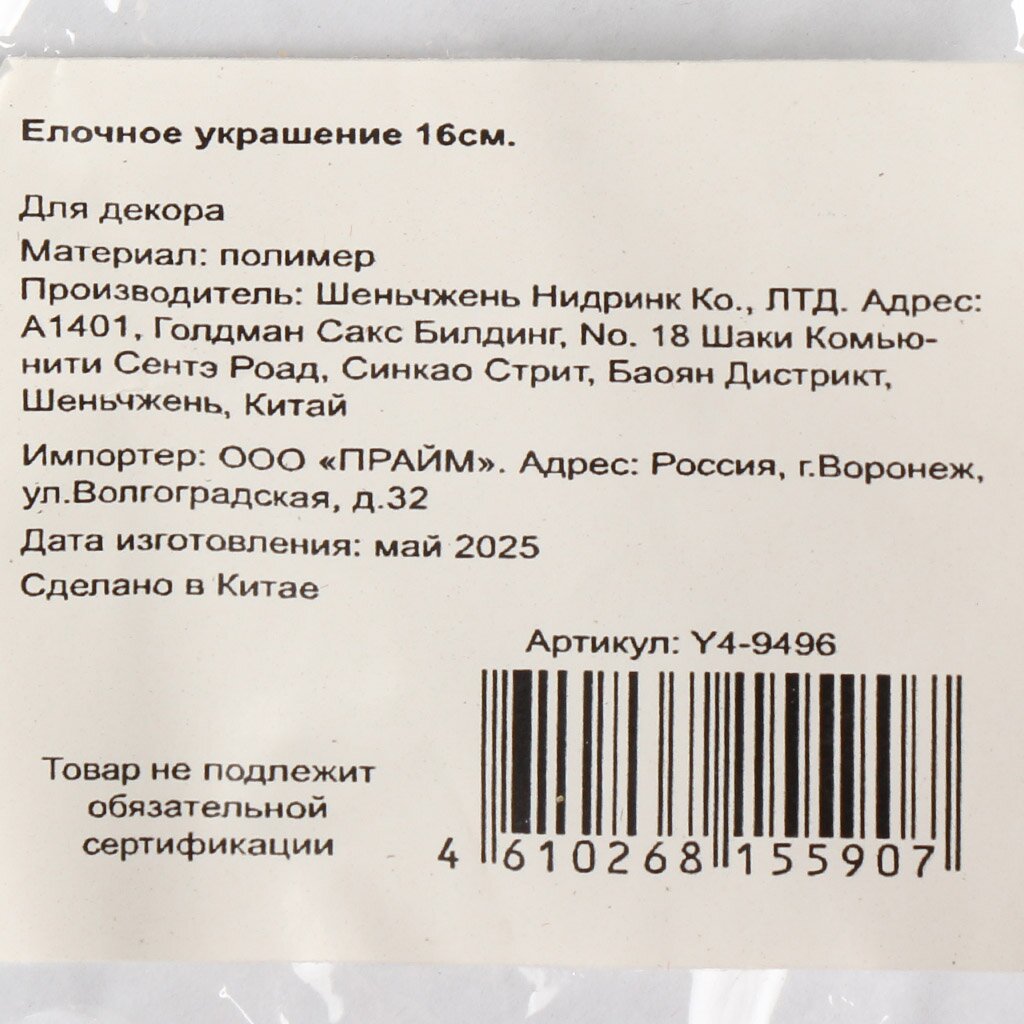 Елочное украшение 16см.
Для декора
Материал: полимер
Производитель: Шеньчжень Нидринк Ко., ЛТД. Адрес:
А1401, Голдман Сакс Билдинг, No. 18 Шаки Комью-
нити Сентэ Роад, Синкао Стрит, Баоян Дистрикт,
Шеньчжень, Китай
Импортер: ООО «ПРАЙМ». Адрес: Россия, г.Воронеж,
ул.Волгоградская, д.32
Дата изготовления: май 2025
Сделано в Китае
Артикул: Y4-9496
Товар не подлежит
обязательной
сертификации
4 610268 155907